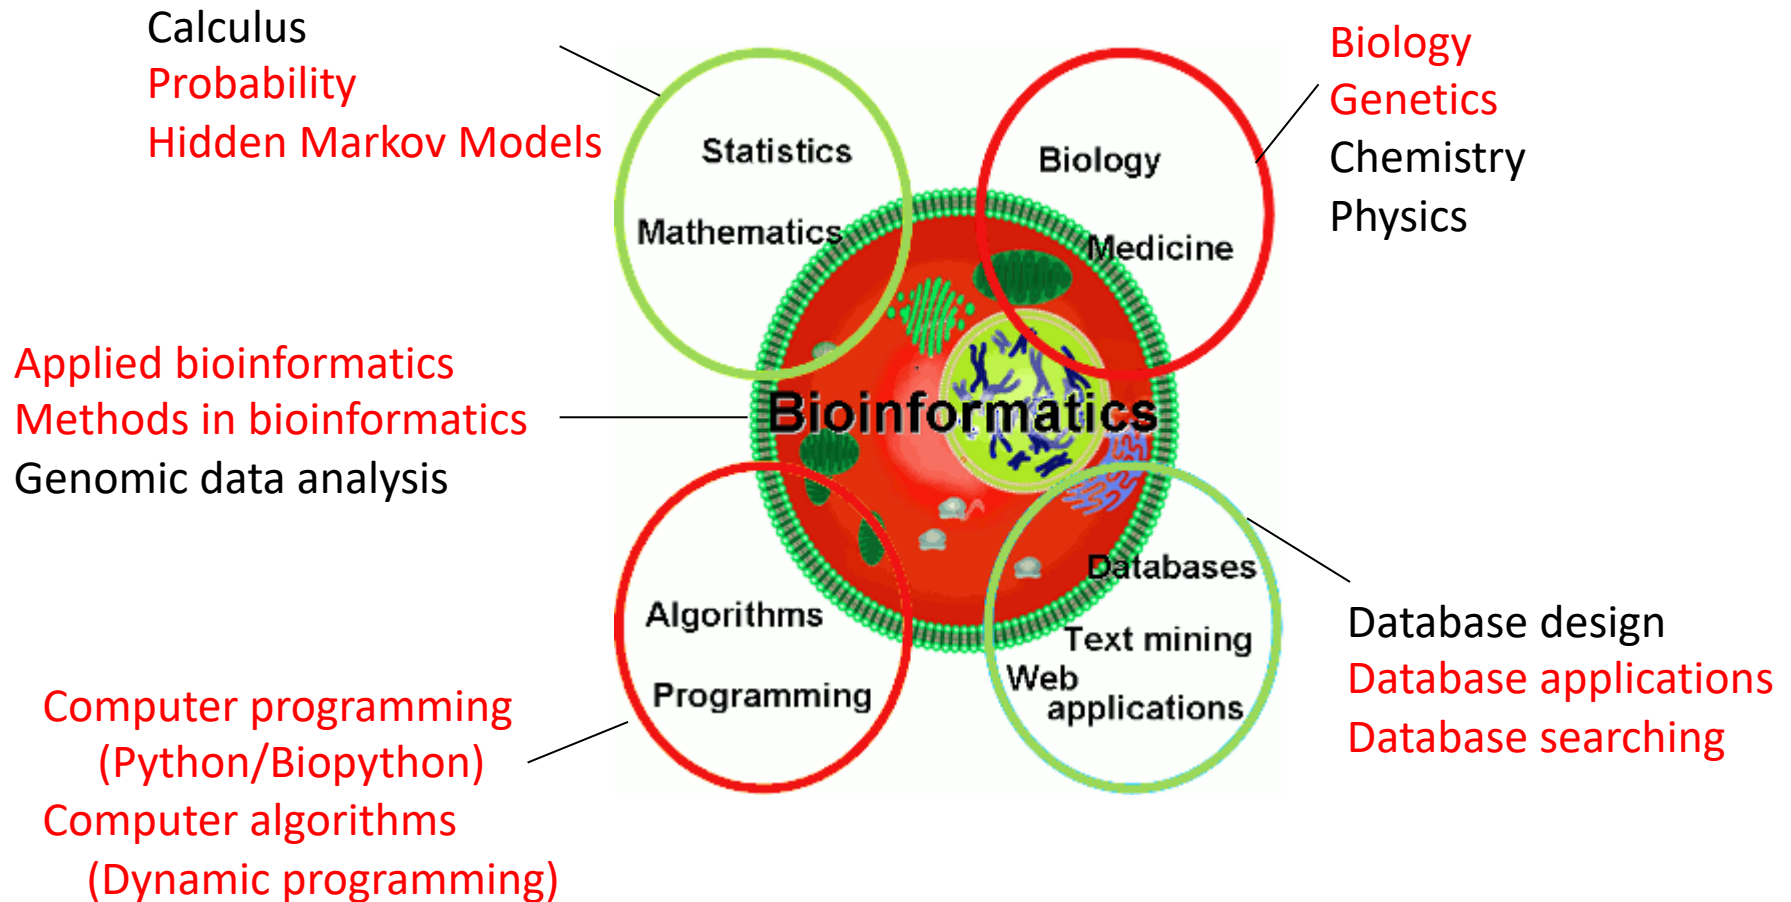 Calculus
Probability
Hidden Markov Models
Biology
Genetics
Chemistry
Physics
Statistics
Mathematics
Biology
Medicine
Applied bioinformatics
Methods in bioinformatics
Genomic data analysis
Bioinformatics
Algorithms
Programming
Databases
Text mining
Web
applications
Database design
Database applications
Database searching
Computer programming
(Python/Biopython)
Computer algorithms
(Dynamic programming)